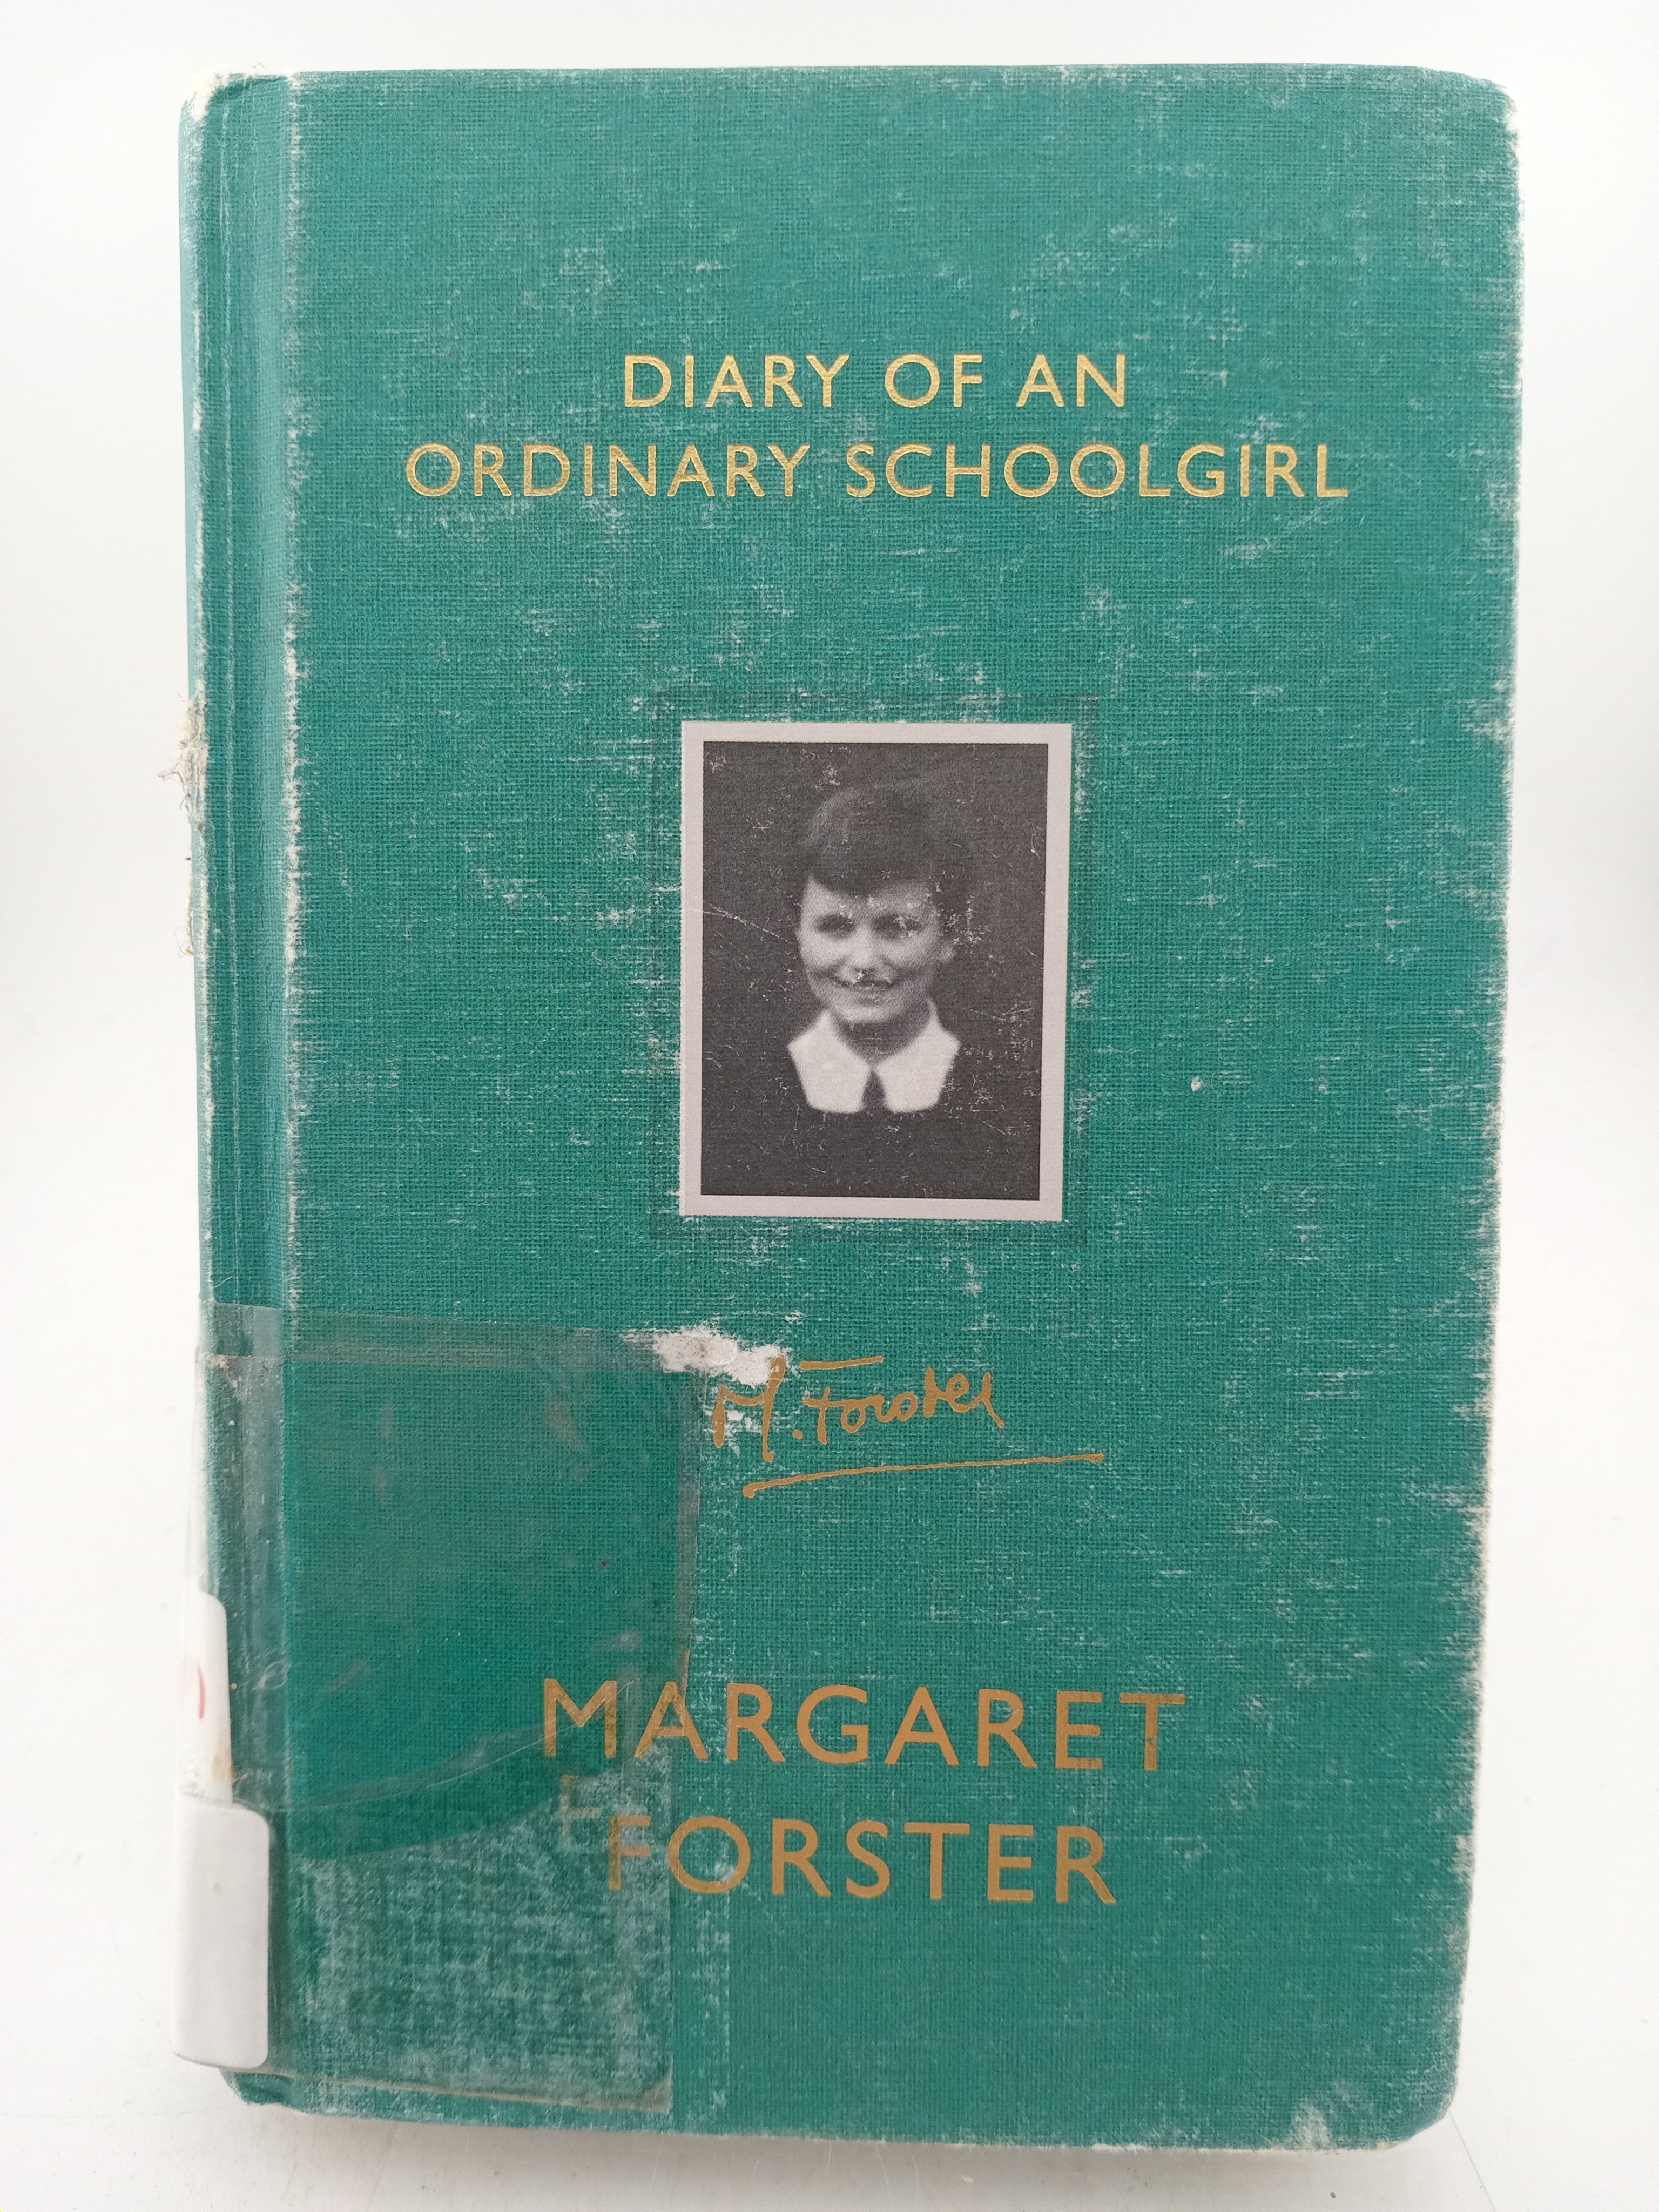 DIARY OF AN
ORDINARY SCHOOLGIRL
M. Forster
MARGARET
FORSTER